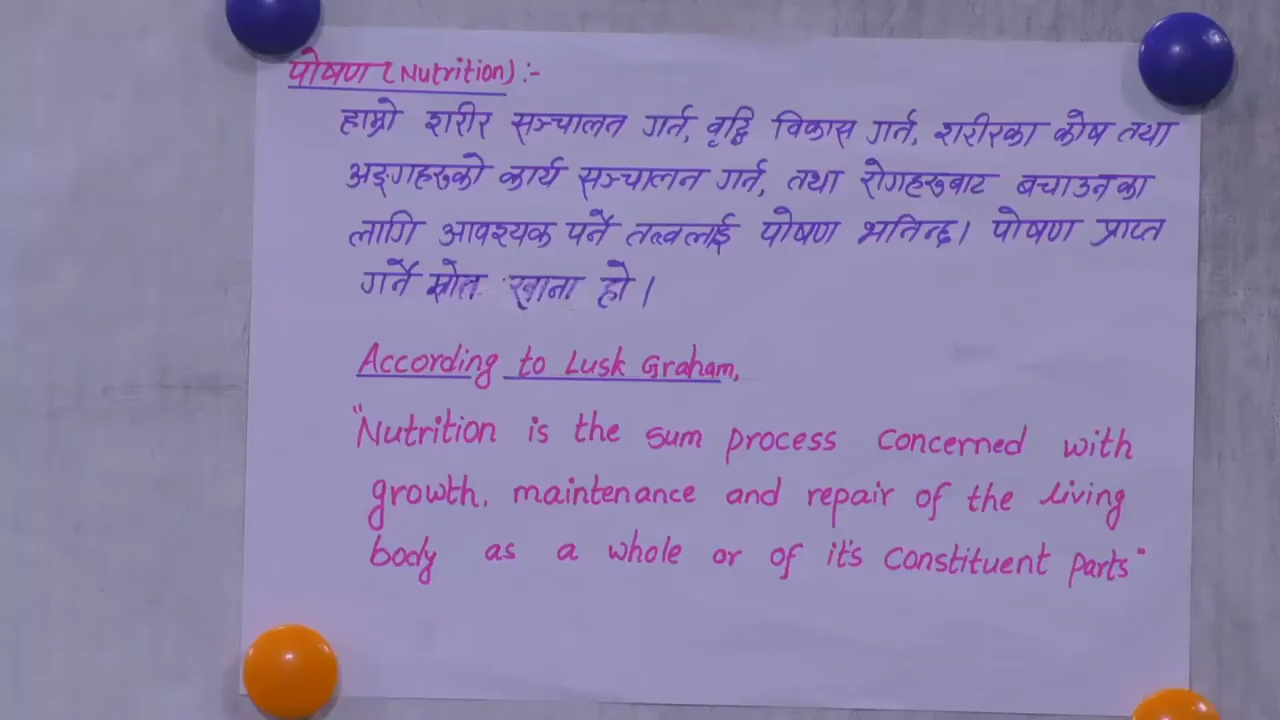 पोषण (Nutrition) :-
हाम्रो शरीर सञ्चालन गर्न, वृद्धि विकास गर्न, शरीरका कोष तथा
अङ्गहरुको कार्य सञ्चालन गर्न, तथा रोगहरुबाट बचाउनका
लागि आवश्यक पर्ने तत्वलाई पोषण भनिन्छ। पोषण प्राप्त
गर्ने स्रोत खाना हो।
According to Lusk Graham,
"Nutrition is the sum process concerned with
growth, maintenance and repair of the living
body as a whole or of it's constituent parts"